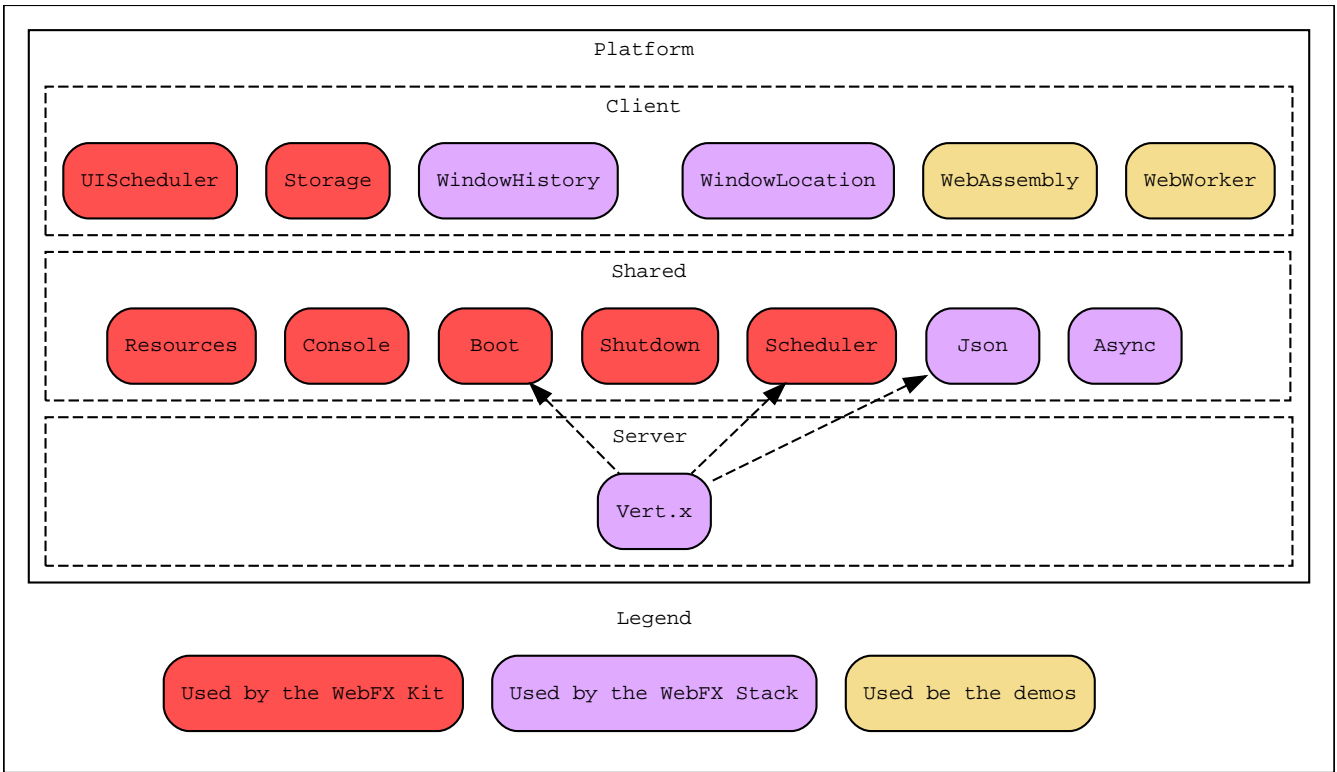 Platform
Client
UIScheduler Storage WindowHistory WindowLocation WebAssembly WebWorker
Shared
Resources Console Boot Shutdown Scheduler Json Async
Server
Vert.x
Legend
Used by the WebFX Kit Used by the WebFX Stack Used be the demos